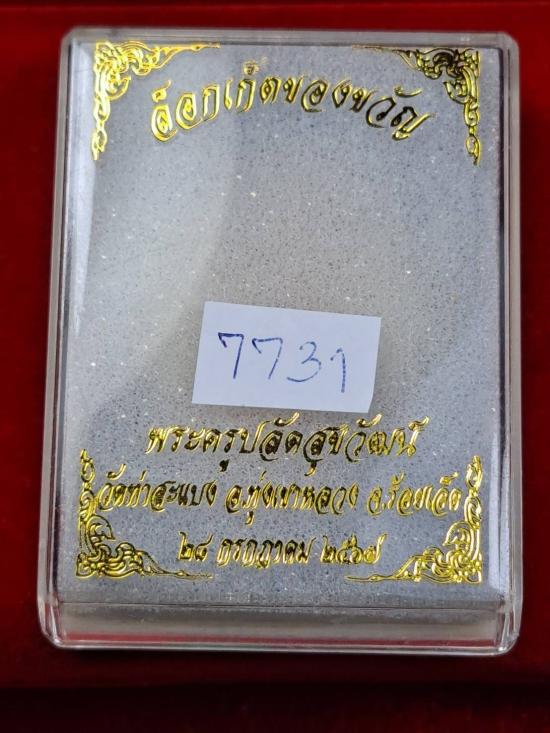 ล็อกเก็ตของขวัญ
7731
พระครูปลัดสุขวัฒน์
วัดท่าสะแบง อ.ทุ่งเขาหลวง จ.ร้อยเอ็ด
๒๘ กรกฎาคม ๒๕๖๗